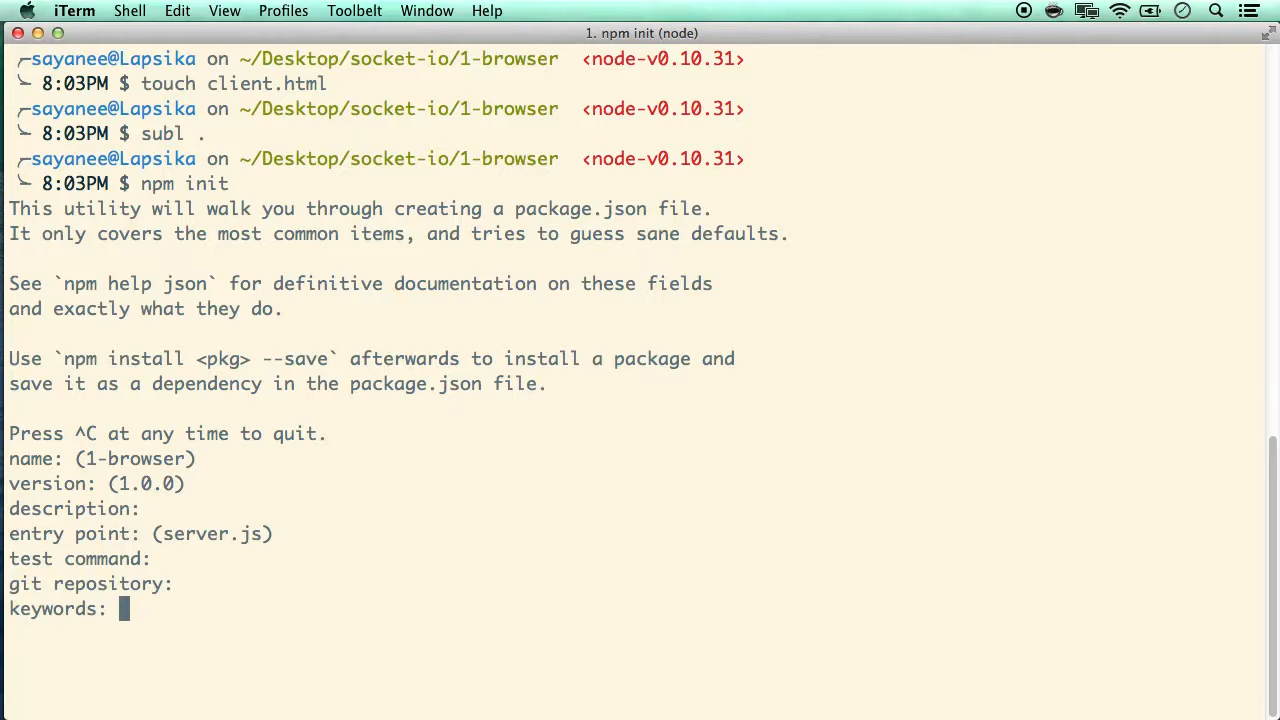 iTerm Shell Edit View Profiles Toolbelt Window Help
1. npm init (node)
sayanee@Lapsika on ~/Desktop/socket-io/1-browser ‹node-v0.10.31›
8:03PM $ touch client.html
sayanee@Lapsika on ~/Desktop/socket-io/1-browser ‹node-v0.10.31›
8:03PM $ subl .
sayanee@Lapsika on ~/Desktop/socket-io/1-browser ‹node-v0.10.31›
8:03PM $ npm init
This utility will walk you through creating a package.json file.
It only covers the most common items, and tries to guess sane defaults.
See `npm help json` for definitive documentation on these fields
and exactly what they do.
Use `npm install <pkg> --save` afterwards to install a package and
save it as a dependency in the package.json file.
Press ^C at any time to quit.
name: (1-browser)
version: (1.0.0)
description:
entry point: (server.js)
test command:
git repository:
keywords: